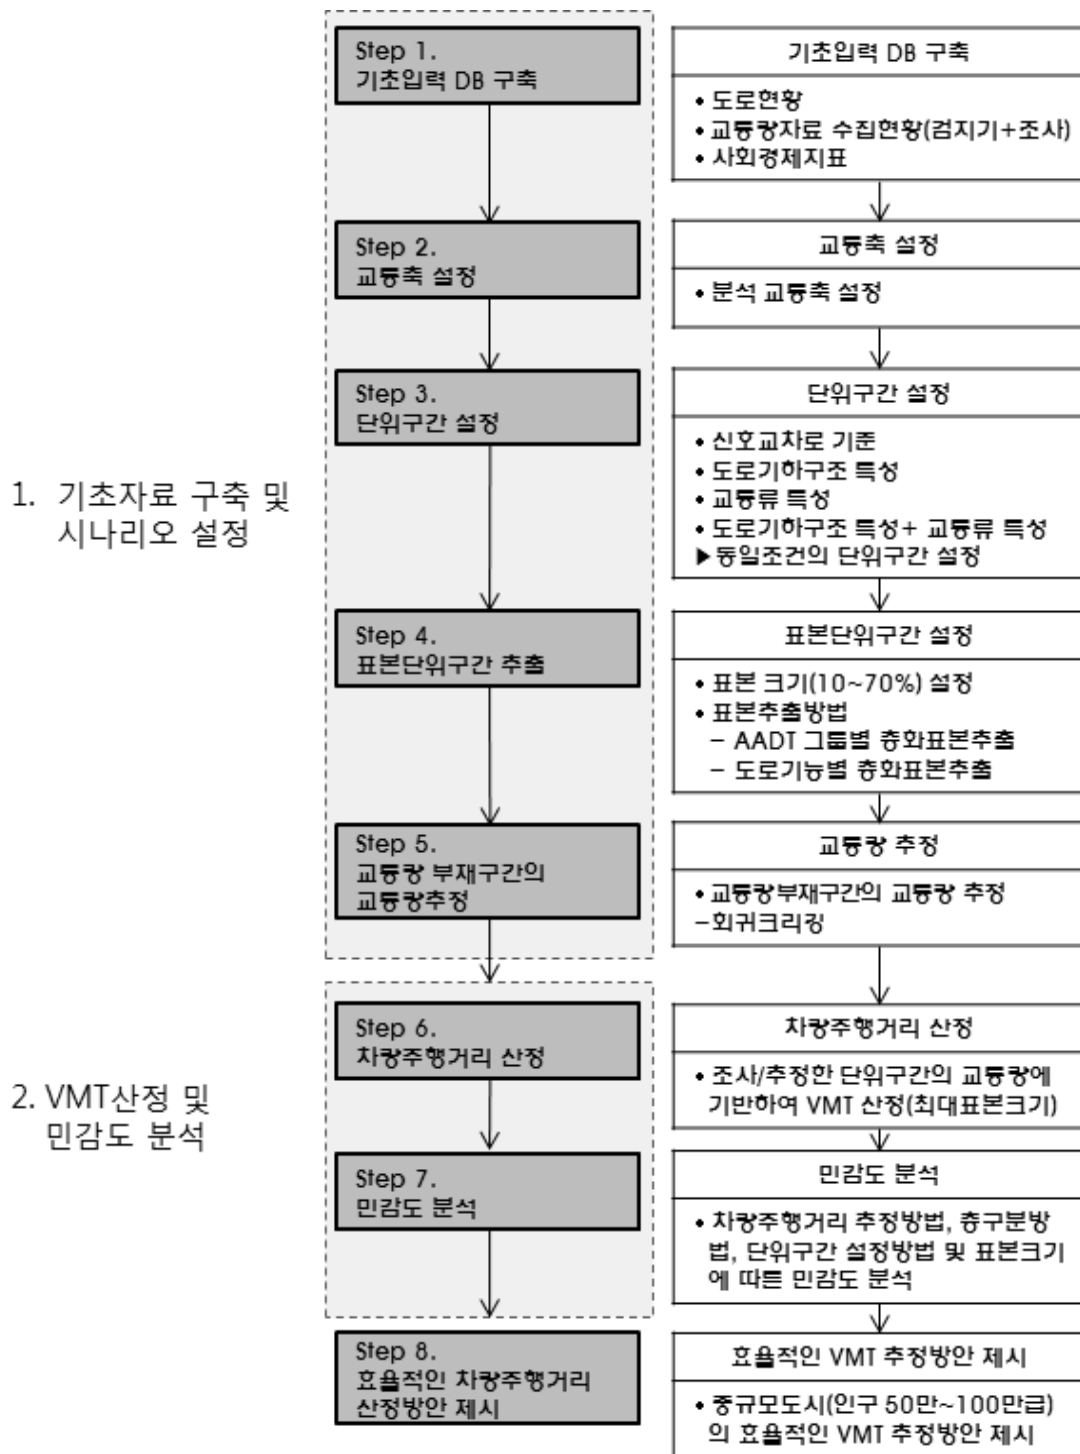 Step 1.
기초입력 DB 구축
기초입력 DB 구축
• 도로현황
• 교통량자료 수집현황(검지기+조사)
• 사회경제지표
Step 2.
교통축 설정
교통축 설정
• 분석 교통축 설정
Step 3.
단위구간 설정
단위구간 설정
• 신호교차로 기준
• 도로기하구조 특성
• 교통류 특성
• 도로기하구조 특성+ 교통류 특성
▶동일조건의 단위구간 설정
1. 기초자료 구축 및
시나리오 설정
Step 4.
표본단위구간 추출
표본단위구간 설정
• 표본 크기(10~70%) 설정
• 표본추출방법
– AADT 그룹별 층화표본추출
– 도로기능별 층화표본추출
Step 5.
교통량 부재구간의
교통량추정
교통량 추정
• 교통량부재구간의 교통량 추정
–회귀크리깅
Step 6.
차량주행거리 산정
차량주행거리 산정
• 조사/추정한 단위구간의 교통량에
기반하여 VMT 산정(최대표본크기)
2. VMT산정 및
민감도 분석
Step 7.
민감도 분석
민감도 분석
• 차량주행거리 추정방법, 층구분방
법, 단위구간 설정방법 및 표본크기
에 따른 민감도 분석
Step 8.
효율적인 차량주행거리
산정방안 제시
효율적인 VMT 추정방안 제시
• 중규모도시(인구 50만~100만급)
의 효율적인 VMT 추정방안 제시